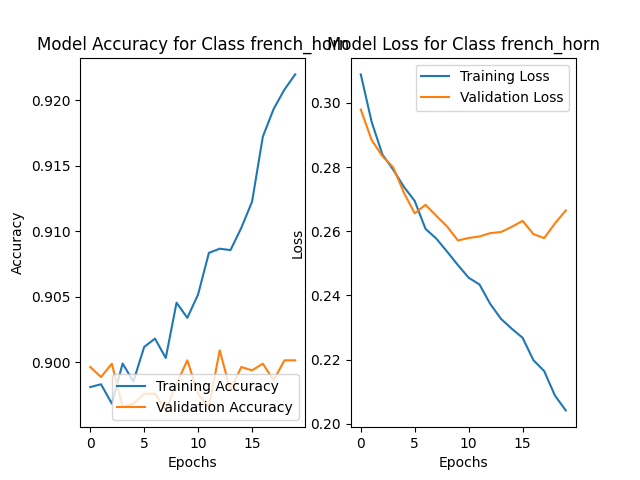 Model Accuracy for Class french_horn
Model Loss for Class french_horn
Accuracy
0.920
0.915
0.910
0.905
0.900
Training Accuracy
Validation Accuracy
0 5 10 15
Epochs
Loss
0.30
0.28
0.26
0.24
0.22
0.20
Training Loss
Validation Loss
0 5 10 15
Epochs